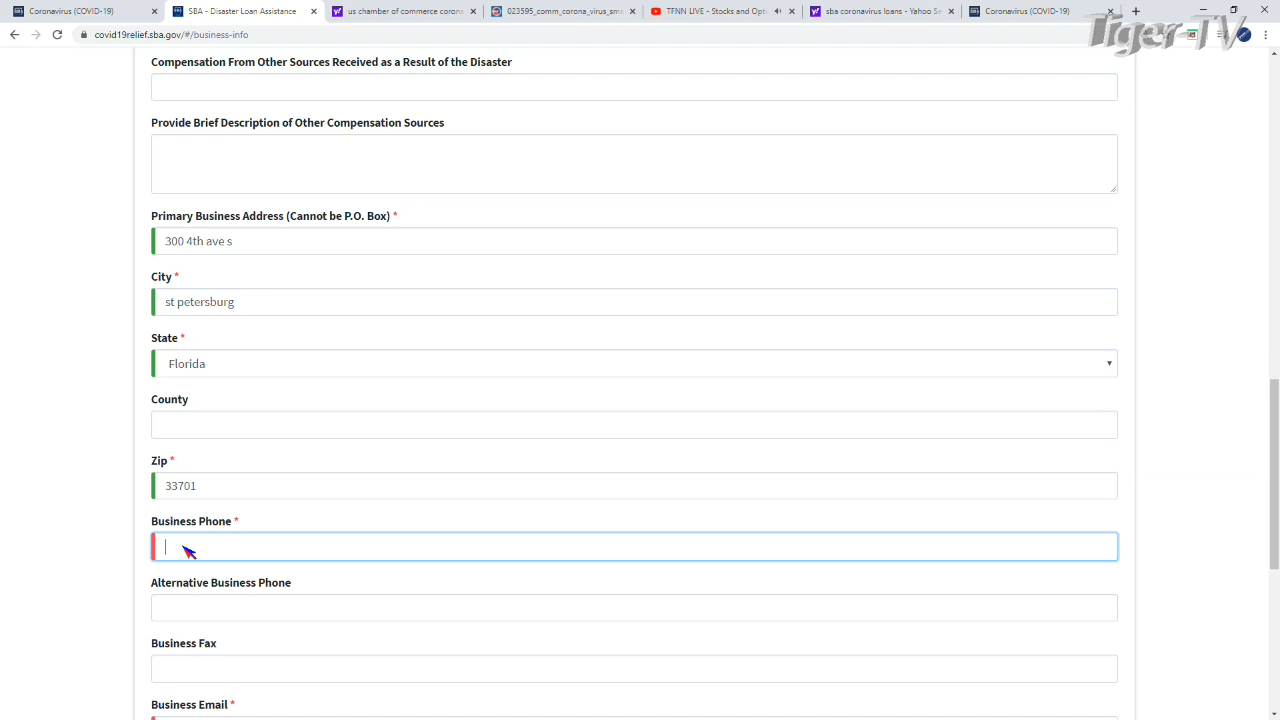 Coronavirus (COVID-19)
SBA - Disaster Loan Assistance
us chamber of commerce corona
023595_comm_corona_virus_sma
TFNN LIVE - Stocks and Opt
sba coronavirus loans - Yahoo Se
Coronavirus (COVID-19)
covid19relief.sba.gov/#/business-info
Tiger-TV
Compensation From Other Sources Received as a Result of the Disaster
Provide Brief Description of Other Compensation Sources
Primary Business Address (Cannot be P.O. Box) *
300 4th ave s
City *
st petersburg
State *
Florida
County
Zip *
33701
Business Phone *
Alternative Business Phone
Business Fax
Business Email *